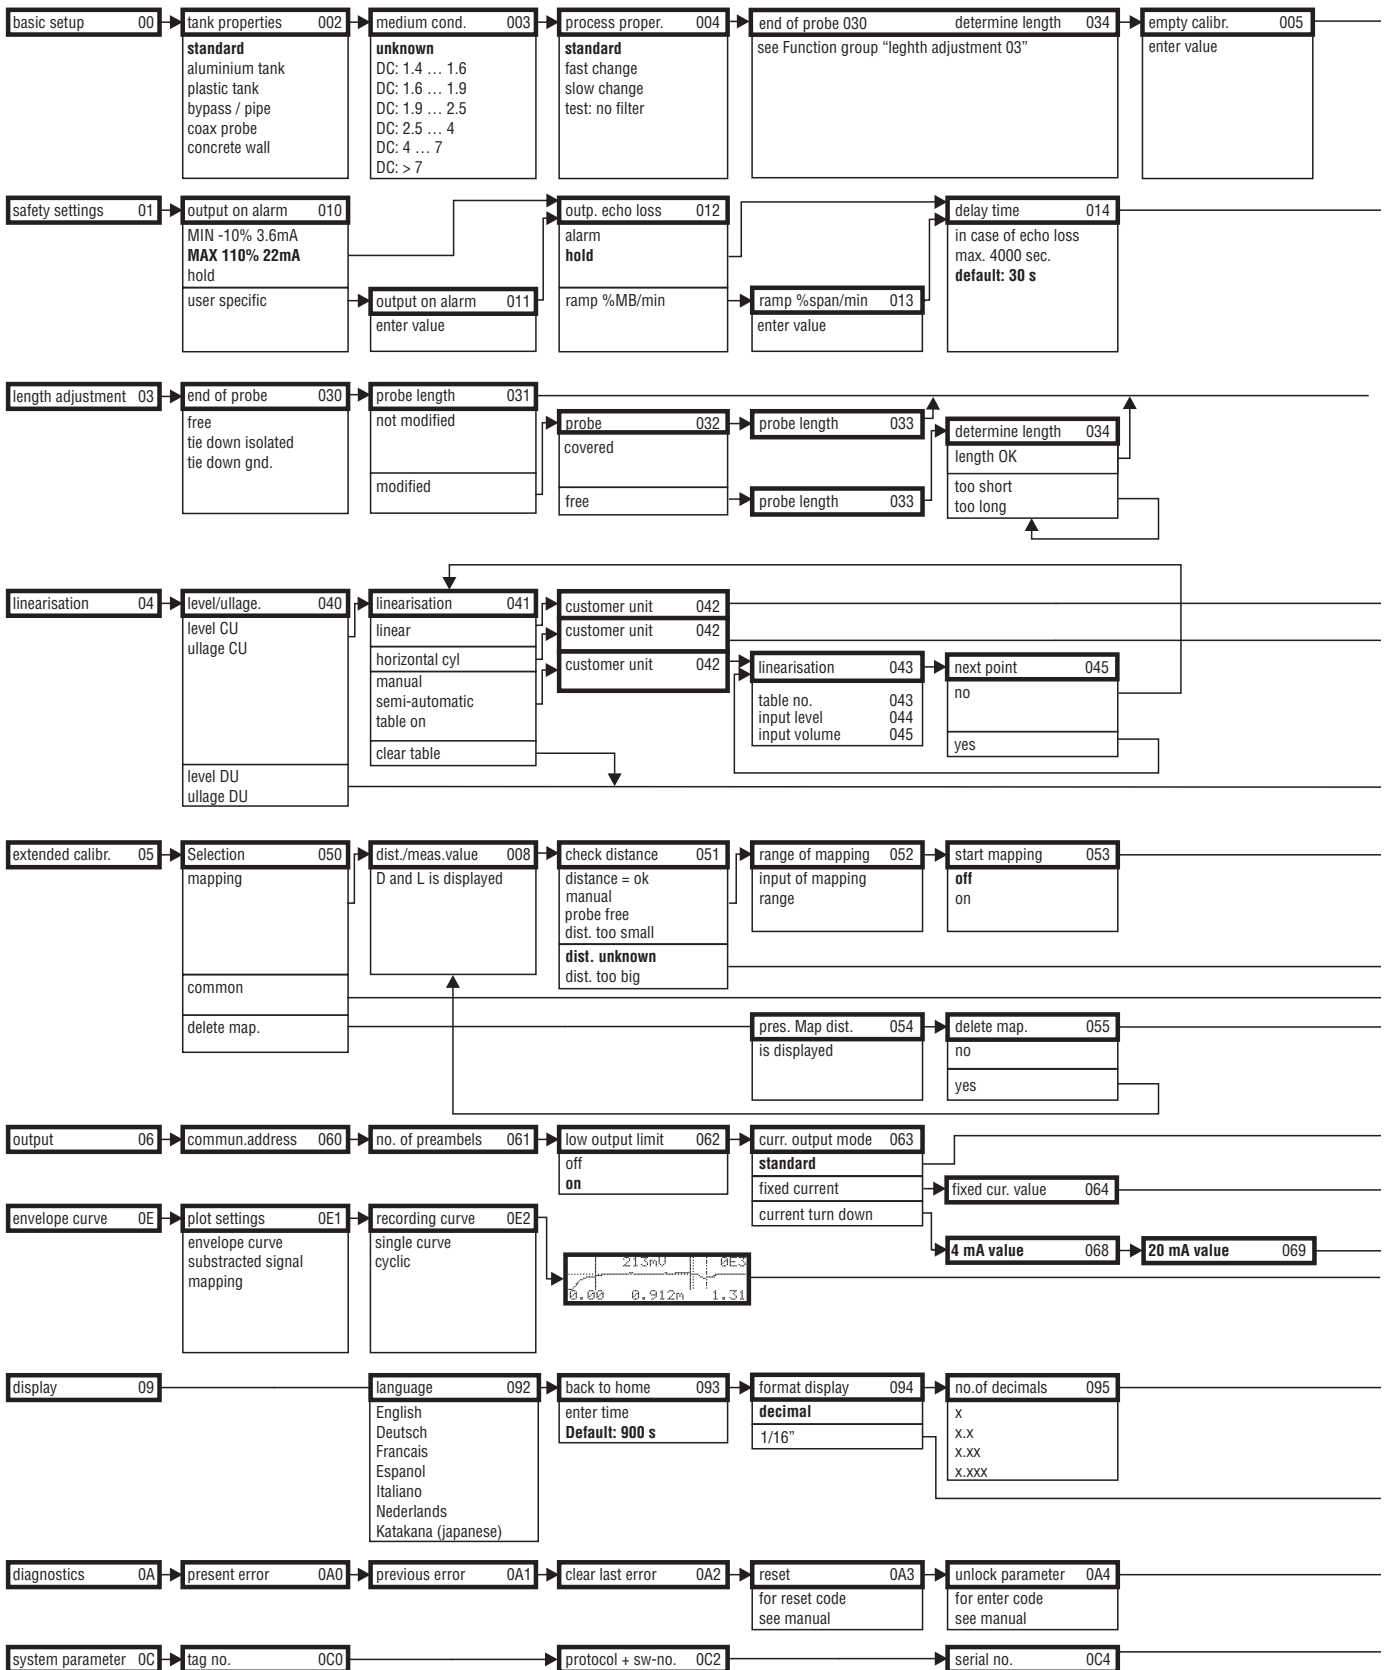 basic setup 00
tank properties 002
standard
aluminium tank
plastic tank
bypass / pipe
coax probe
concrete wall
medium cond. 003
unknown
DC: 1.4 … 1.6
DC: 1.6 … 1.9
DC: 1.9 … 2.5
DC: 2.5 … 4
DC: 4 … 7
DC: > 7
process proper. 004
standard
fast change
slow change
test: no filter
end of probe 030 determine length 034
see Function group “leghth adjustment 03”
empty calibr. 005
enter value
safety settings 01
output on alarm 010
MIN -10% 3.6mA
MAX 110% 22mA
hold
user specific
output on alarm 011
enter value
outp. echo loss 012
alarm
hold
ramp %MB/min
ramp %span/min 013
enter value
delay time 014
in case of echo loss
max. 4000 sec.
default: 30 s
length adjustment 03
end of probe 030
free
tie down isolated
tie down gnd.
probe length 031
not modified
modified
probe 032
covered
free
probe length 033
probe length 033
determine length 034
length OK
too short
too long
linearisation 04
level/ullage. 040
level CU
ullage CU
level DU
ullage DU
linearisation 041
linear
horizontal cyl
manual
semi-automatic
table on
clear table
customer unit 042
customer unit 042
customer unit 042
linearisation 043
table no. 043
input level 044
input volume 045
next point 045
no
yes
extended calibr. 05
Selection 050
mapping
common
delete map.
dist./meas.value 008
D and L is displayed
check distance 051
distance = ok
manual
probe free
dist. too small
dist. unknown
dist. too big
range of mapping 052
input of mapping
range
start mapping 053
off
on
pres. Map dist. 054
is displayed
delete map. 055
no
yes
output 06
commun.address 060
no. of preambels 061
low output limit 062
off
on
curr. output mode 063
standard
fixed current
current turn down
fixed cur. value 064
4 mA value 068
20 mA value 069
envelope curve 0E
plot settings 0E1
envelope curve
substracted signal
mapping
recording curve 0E2
single curve
cyclic
213mV 0E3
0.00 0.912m 1.31
display 09
language 092
English
Deutsch
Francais
Espanol
Italiano
Nederlands
Katakana (japanese)
back to home 093
enter time
Default: 900 s
format display 094
decimal
1/16”
no.of decimals 095
x
x.x
x.xx
x.xxx
diagnostics 0A
present error 0A0
previous error 0A1
clear last error 0A2
reset 0A3
for reset code
see manual
unlock parameter 0A4
for enter code
see manual
system parameter 0C
tag no. 0C0
protocol + sw-no. 0C2
serial no. 0C4